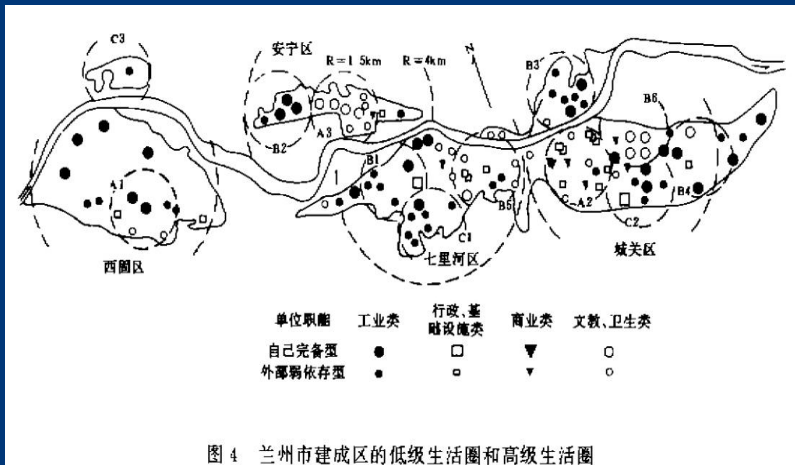 C3
安宁区
R=1.5km
R=4km
N
B3
B6
B2
A3
B1
A1
B5
B4
C
A2
C2
C1
西固区
七里河区
城关区
单位职能 工业类 行政、基础设施类 商业类 文教、卫生类
自己完备型
外部弱依存型
图 4 兰州市建成区的低级生活圈和高级生活圈